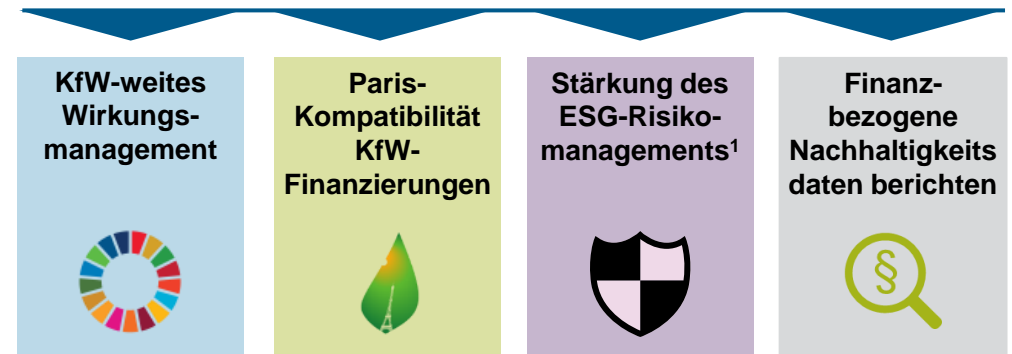 KfW-weites
Wirkungs-
management
Paris-
Kompatibilität
KfW-
Finanzierungen
Stärkung des
ESG-Risiko-
managements¹
Finanz-
bezogene
Nachhaltigkeits
daten berichten
§